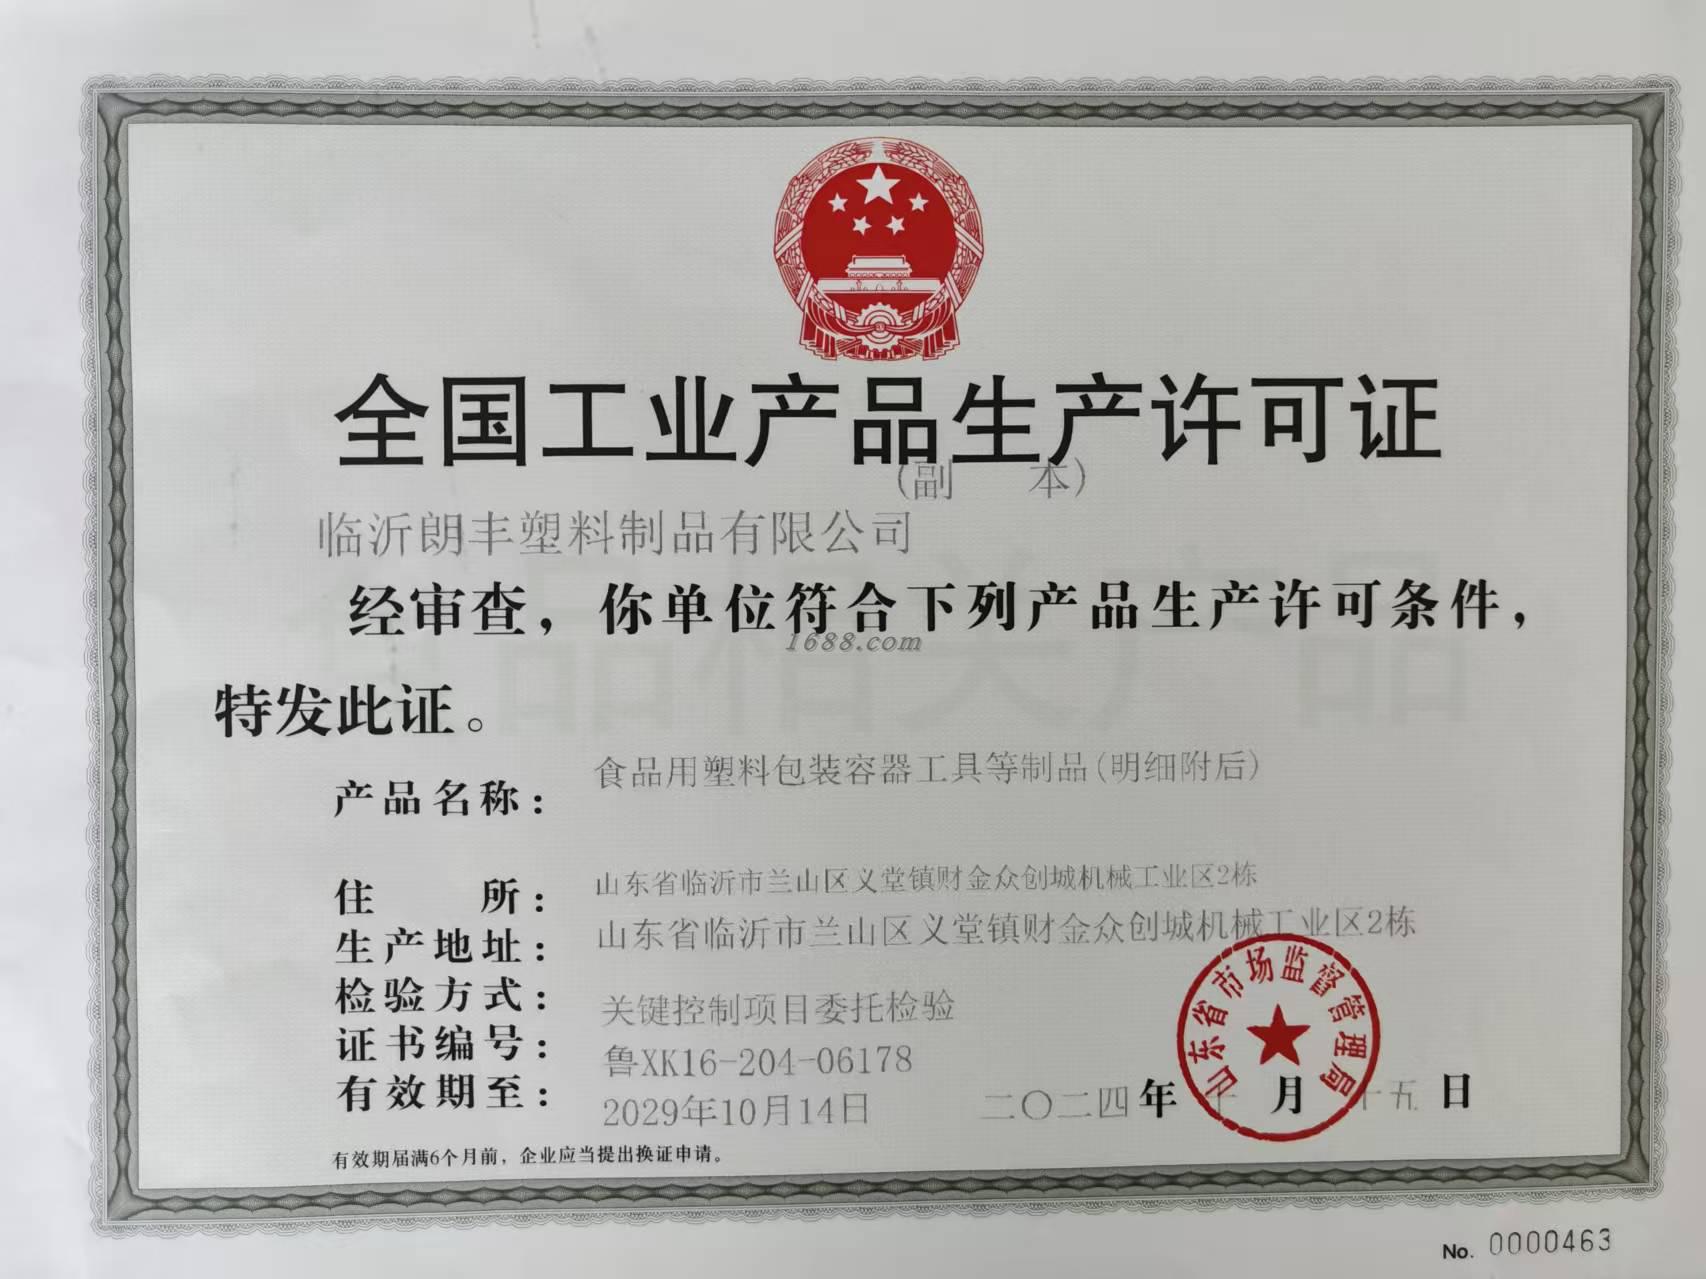 全国工业产品生产许可证
(副 本)
临沂朗丰塑料制品有限公司
经审查，你单位符合下列产品生产许可条件，
1688.com
特发此证。
产品名称： 食品用塑料包装容器工具等制品(明细附后)
住 所： 山东省临沂市兰山区义堂镇财金众创城机械工业区2栋
生产地址： 山东省临沂市兰山区义堂镇财金众创城机械工业区2栋
检验方式： 关键控制项目委托检验
证书编号： 鲁XK16-204-06178
有效期至： 2029年10月14日
二〇二四 年 十 月 十五 日
山东省市场监督管理局
有效期届满6个月前，企业应当提出换证申请。
No. 0000463